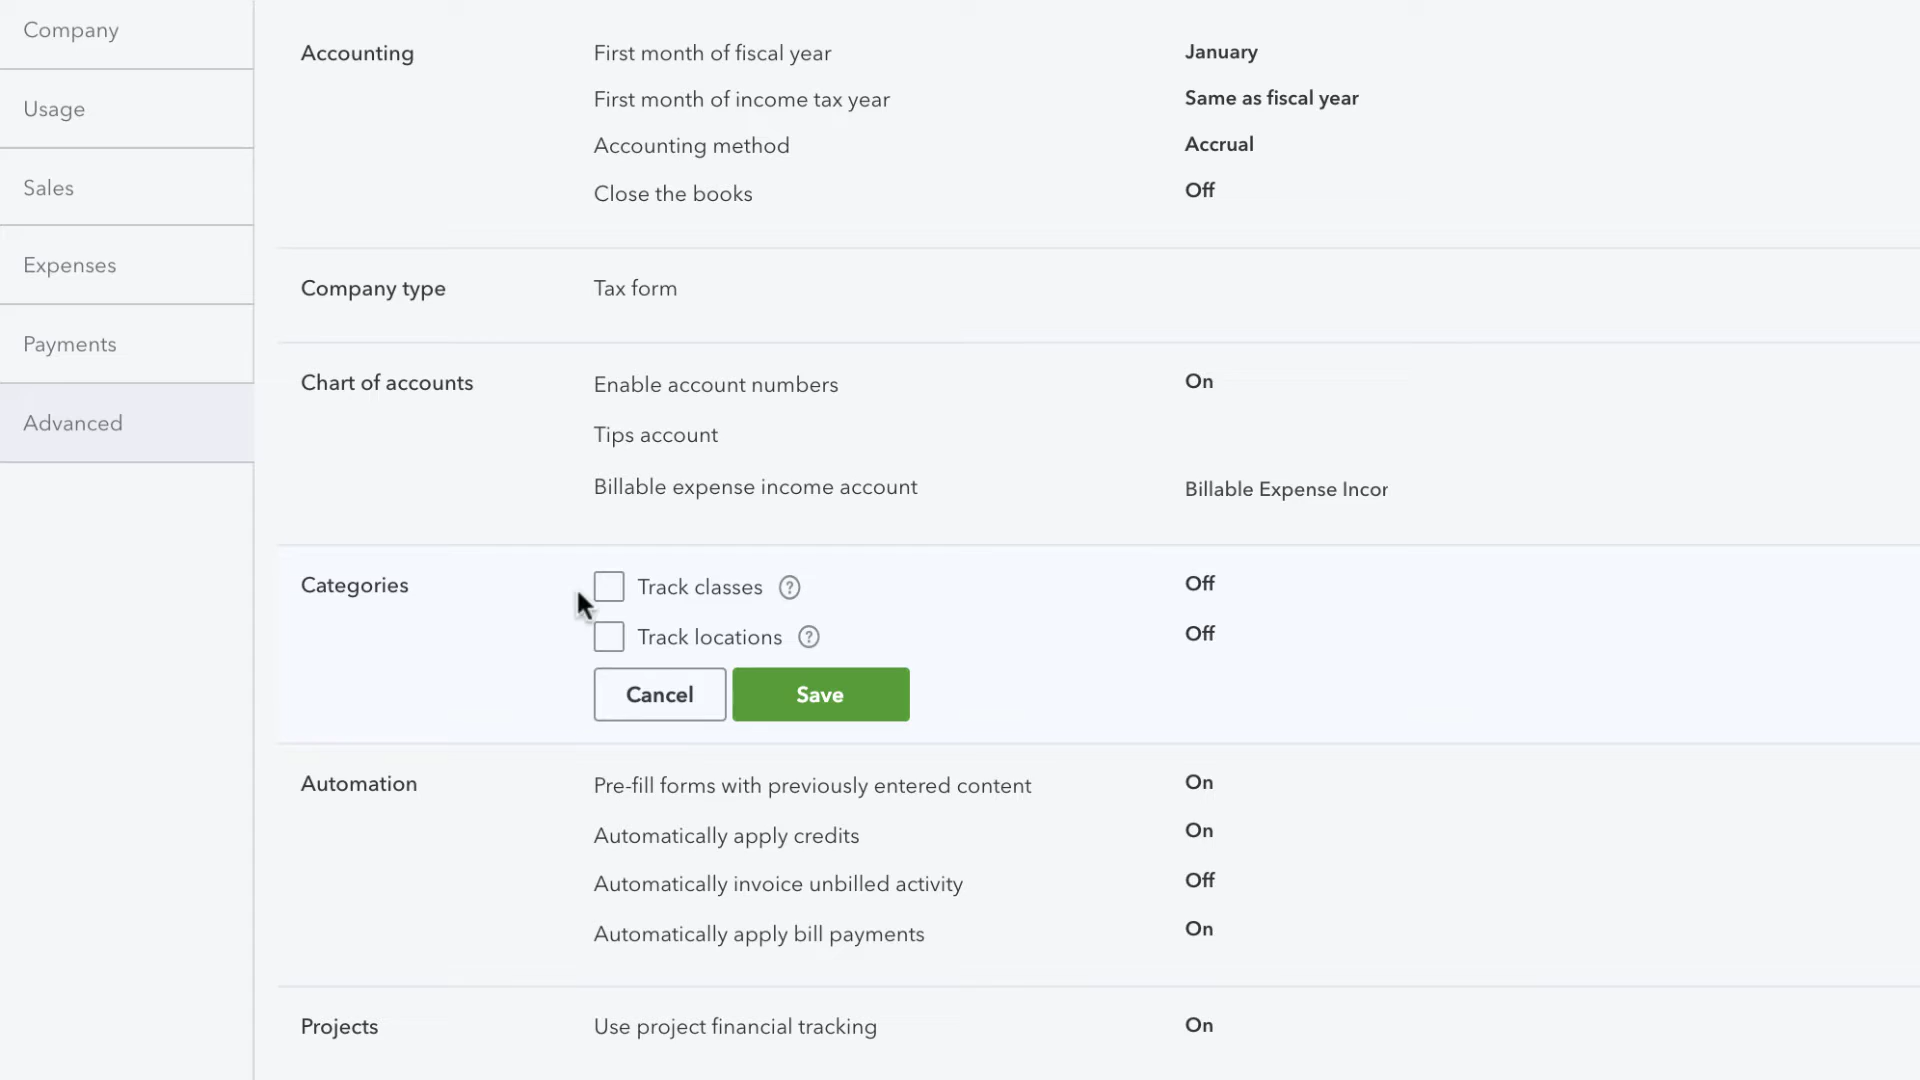 Company
Usage
Sales
Expenses
Payments
Advanced
Accounting
First month of fiscal year January
First month of income tax year Same as fiscal year
Accounting method Accrual
Close the books Off
Company type
Tax form
Chart of accounts
Enable account numbers On
Tips account
Billable expense income account Billable Expense Incor
Categories
Track classes ? Off
Track locations ? Off
Cancel Save
Automation
Pre-fill forms with previously entered content On
Automatically apply credits On
Automatically invoice unbilled activity Off
Automatically apply bill payments On
Projects
Use project financial tracking On